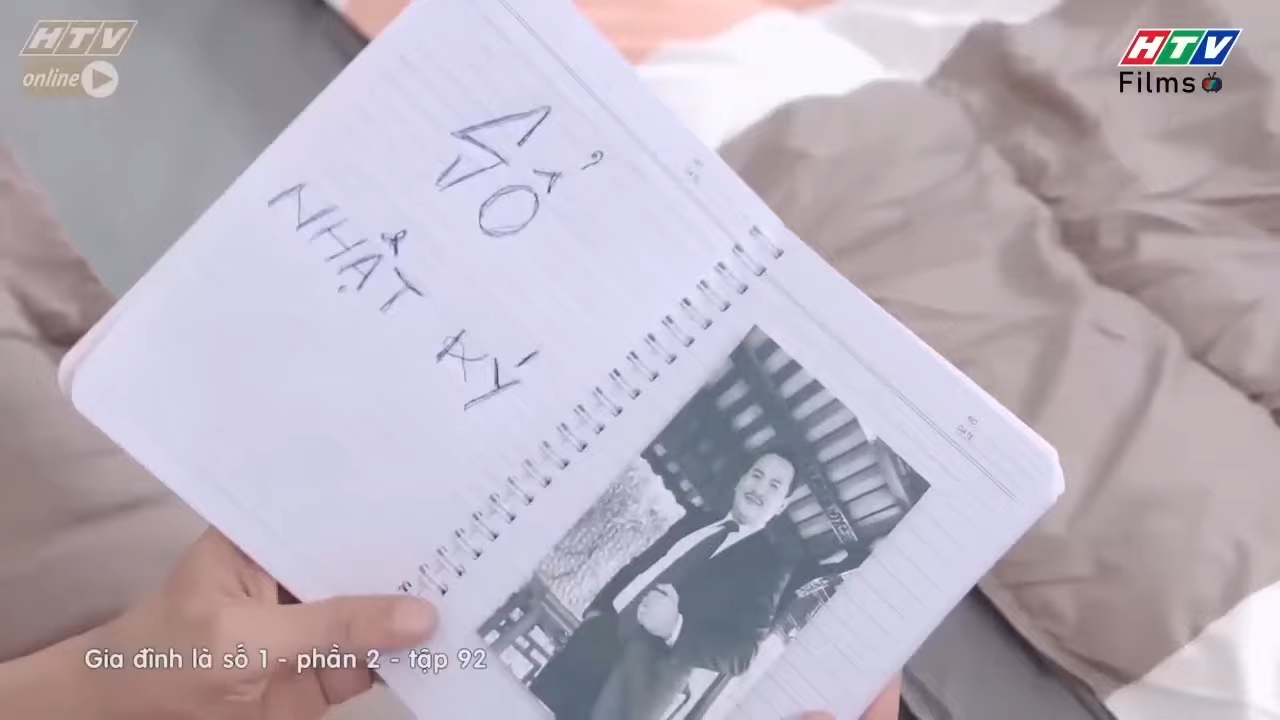 HTV
online
HTV
Films
SỔ
NHẬT
KÝ
Gia đình là số 1 - phần 2 - tập 92